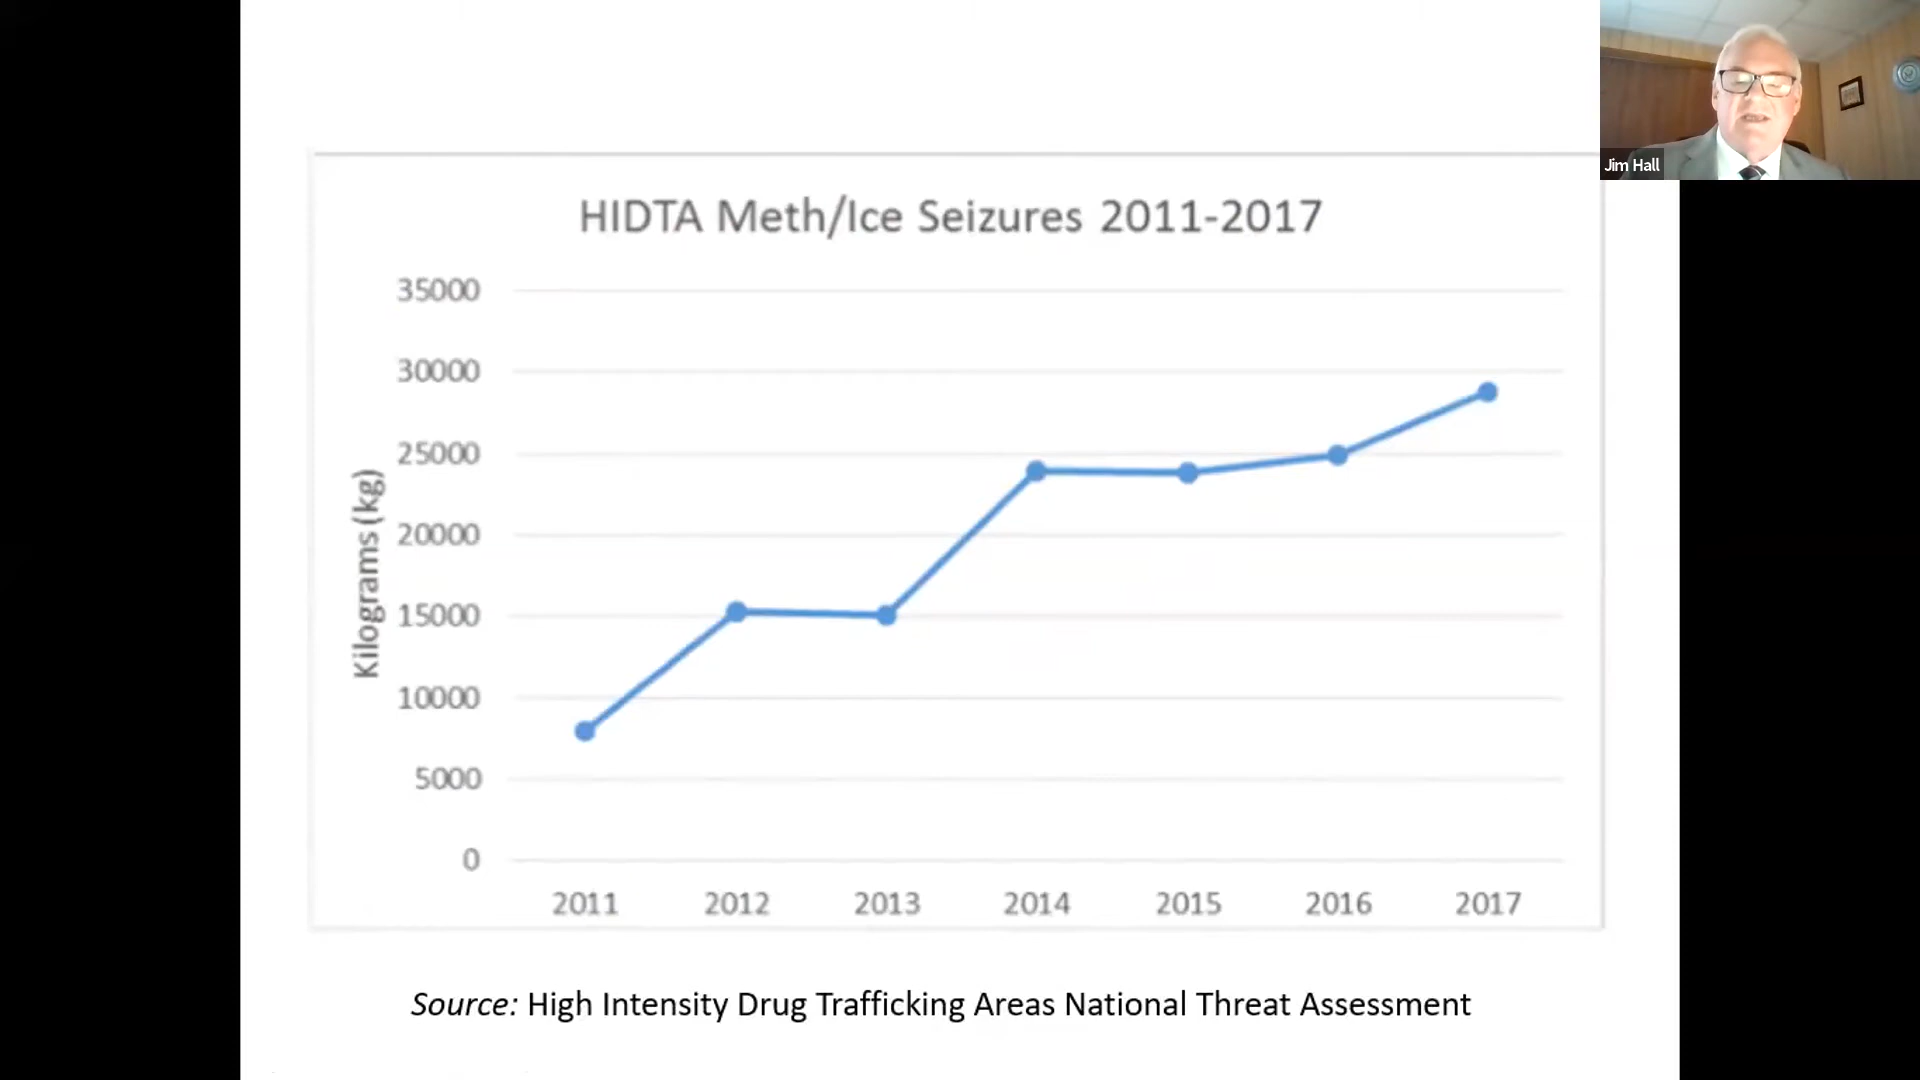 Jim Hall
HIDTA Meth/Ice Seizures 2011-2017
35000
30000
25000
20000
15000
10000
5000
0
Kilograms (kg)
2011 2012 2013 2014 2015 2016 2017
Source: High Intensity Drug Trafficking Areas National Threat Assessment